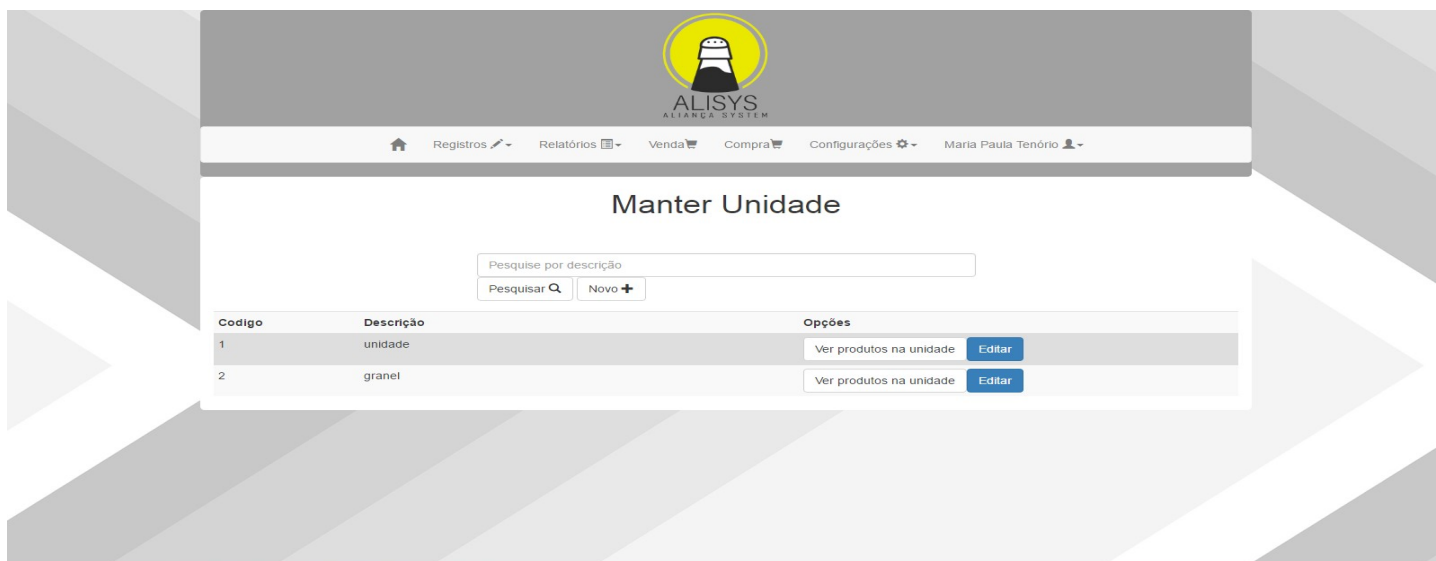 ALISYS
ALIANÇA SYSTEM
Registros Relatórios Venda Compra Configurações Maria Paula Tenório
Manter Unidade
Pesquise por descrição
Pesquisar Novo
Codigo Descrição Opções
1 unidade Ver produtos na unidade Editar
2 granel Ver produtos na unidade Editar